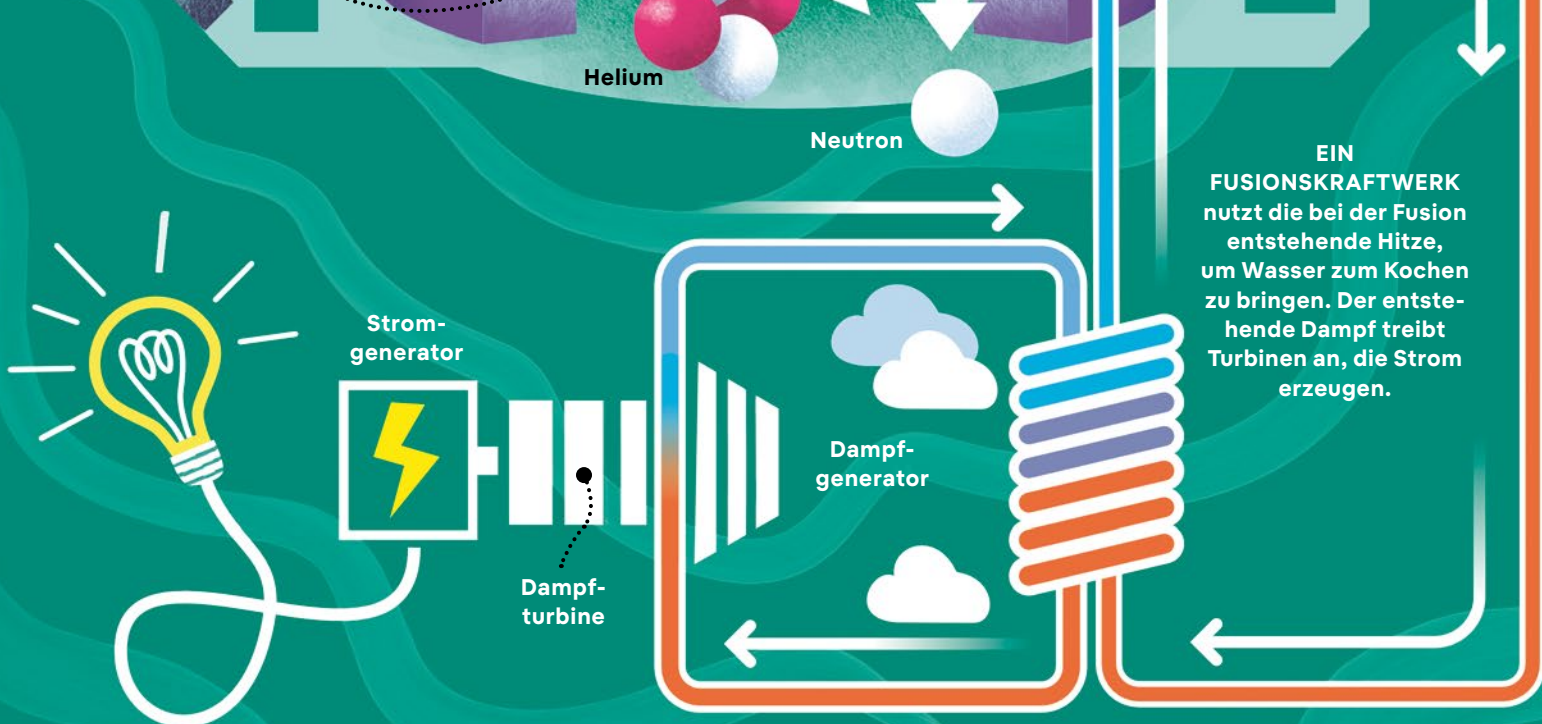 Helium
Neutron
EIN
FUSIONSKRAFTWERK
nutzt die bei der Fusion
entstehende Hitze,
um Wasser zum Kochen
zu bringen. Der entste-
hende Dampf treibt
Turbinen an, die Strom
erzeugen.
Strom-
generator
Dampf-
generator
Dampf-
turbine